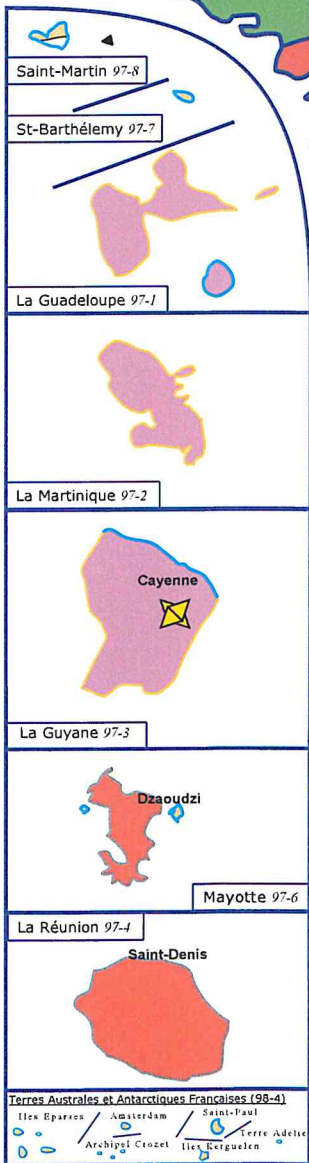 Saint-Martin 97-8
St-Barthélemy 97-7
La Guadeloupe 97-1
La Martinique 97-2
Cayenne
La Guyane 97-3
Dzaoudzi
Mayotte 97-6
La Réunion 97-4
Saint-Denis
Terres Australes et Antarctiques Françaises (98-4)
Iles Eparses Amsterdam Saint-Paul
Terre Adelie
Archipel Crozet Iles Kerguelen